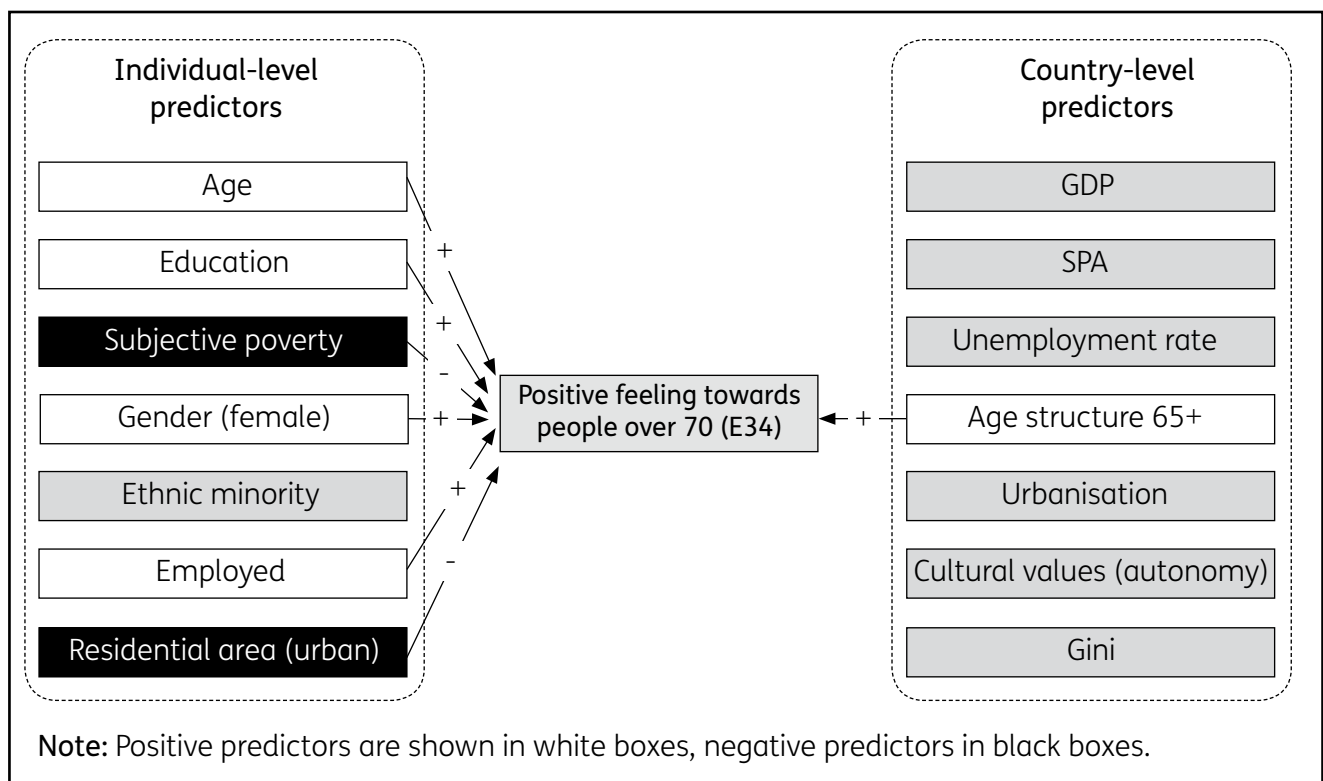 Individual-level
predictors
Age
Education
Subjective poverty
Gender (female)
Ethnic minority
Employed
Residential area (urban)
+
+
-
+
+
-
Positive feeling towards
people over 70 (E34)
+
Country-level
predictors
GDP
SPA
Unemployment rate
Age structure 65+
Urbanisation
Cultural values (autonomy)
Gini
Note: Positive predictors are shown in white boxes, negative predictors in black boxes.